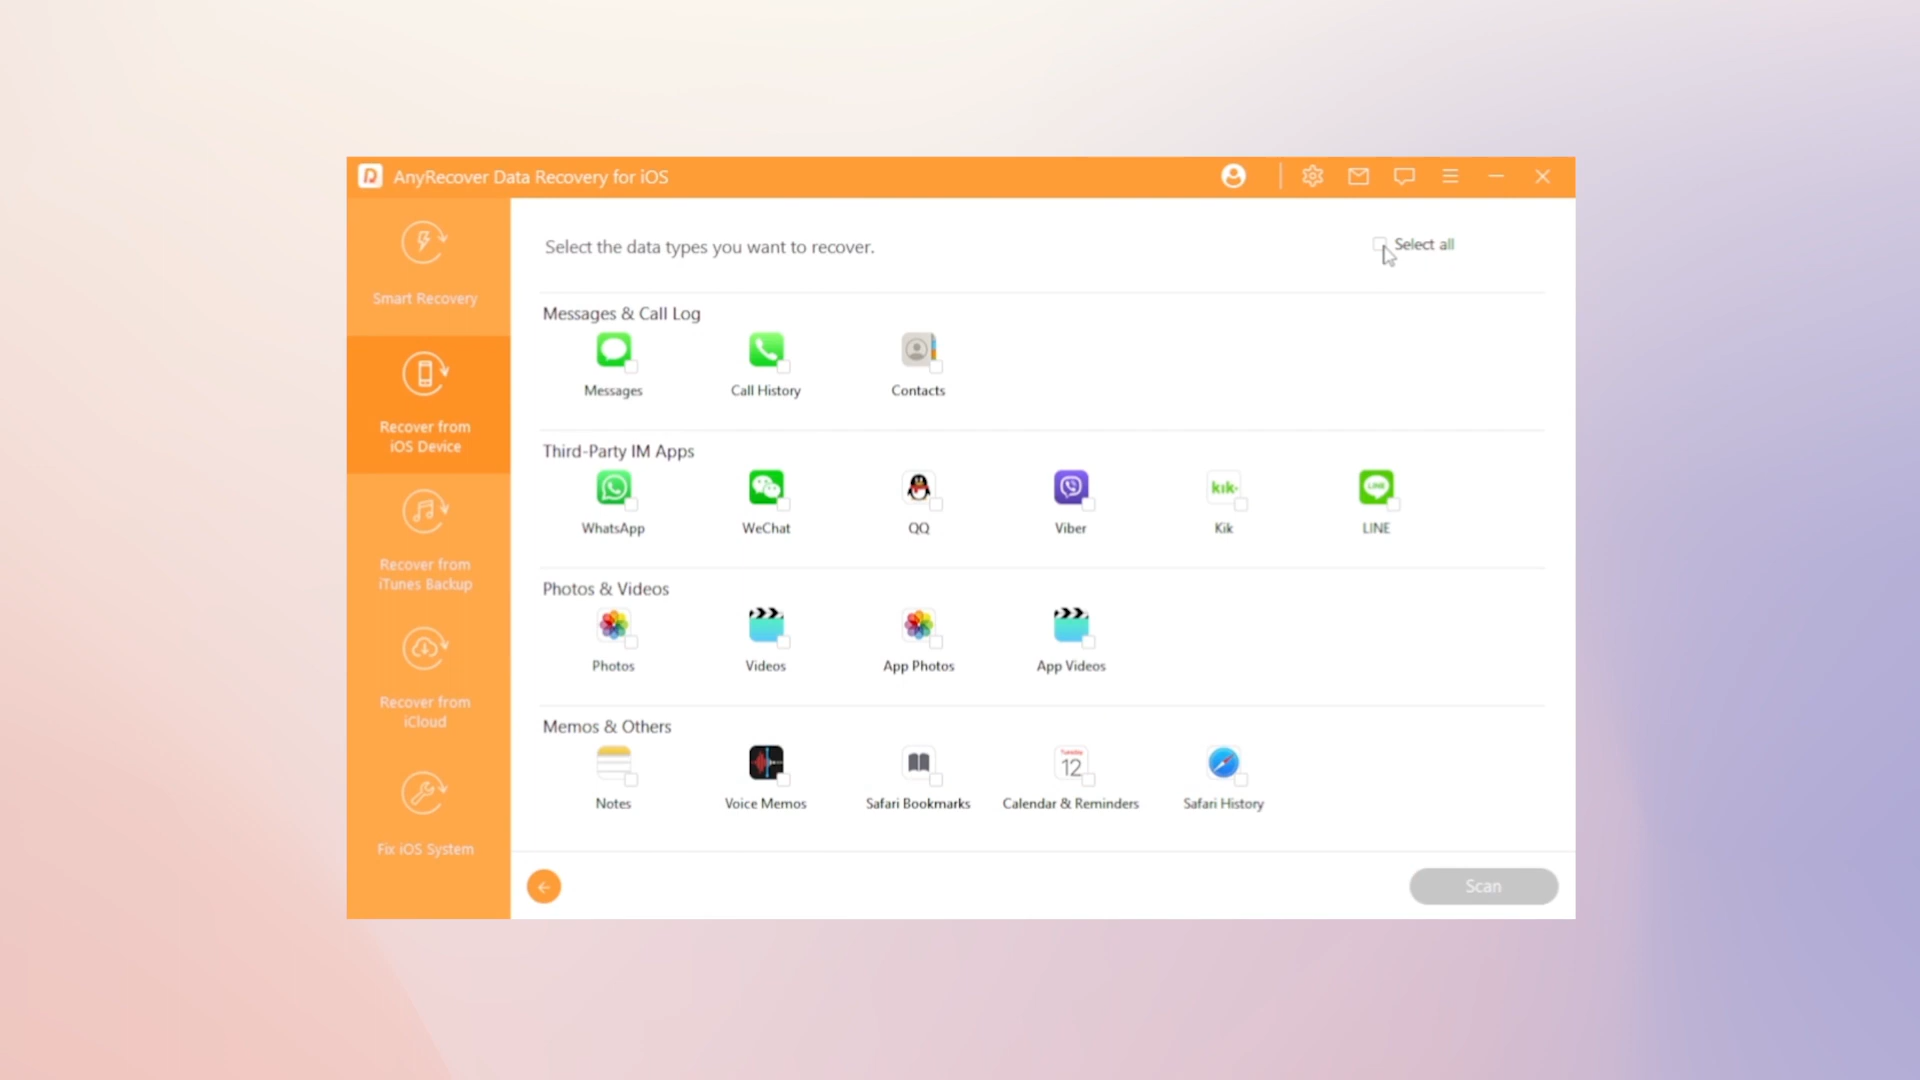 AnyRecover Data Recovery for iOS
Smart Recovery
Recover from
iOS Device
Recover from
iTunes Backup
Recover from
iCloud
Fix iOS System
Select the data types you want to recover.
Select all
Messages & Call Log
Messages
Call History
Contacts
Third-Party IM Apps
LINE
kik
WhatsApp
WeChat
QQ
Viber
Kik
LINE
Photos & Videos
Photos
Videos
App Photos
App Videos
Memos & Others
Tuesday
12
Notes
Voice Memos
Safari Bookmarks
Calendar & Reminders
Safari History
Scan